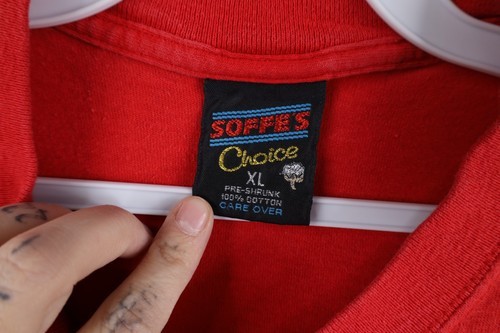 SOFFE'S
Choice
XL
PRE-SHRUNK
100% COTTON
CARE OVER